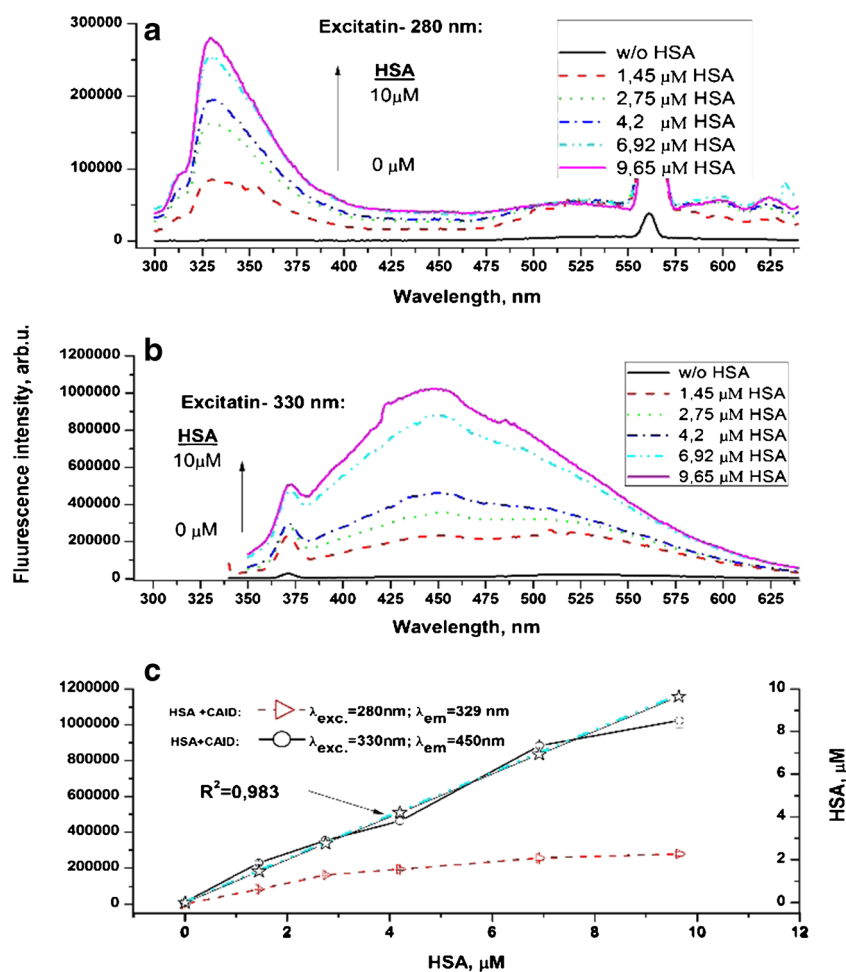 a
Excitatin- 280 nm:
HSA
10μM
0 μM
w/o HSA
1,45 μM HSA
2,75 μM HSA
4,2 μM HSA
6,92 μM HSA
9,65 μM HSA
300000
200000
100000
0
300 325 350 375 400 425 450 475 500 525 550 575 600 625
Wavelength, nm
Fluurescence intensity, arb.u.
b
Excitatin- 330 nm:
HSA
10μM
0 μM
w/o HSA
1,45 μM HSA
2,75 μM HSA
4,2 μM HSA
6,92 μM HSA
9,65 μM HSA
1200000
1000000
800000
600000
400000
200000
0
300 325 350 375 400 425 450 475 500 525 550 575 600 625
Wavelength, nm
c
HSA +CAID: λexc.=280nm; λem=329 nm
HSA+CAID: λexc.=330nm; λem=450nm
R²=0,983
1200000
1000000
800000
600000
400000
200000
0
10
8
6
4
2
0
HSA, μM
0 2 4 6 8 10 12
HSA, μM